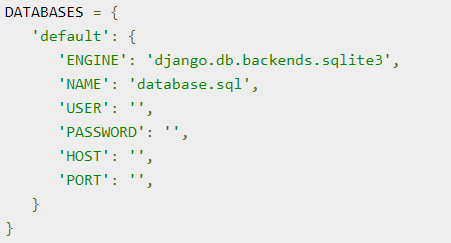 DATABASES = {
   'default': {
      'ENGINE': 'django.db.backends.sqlite3',
      'NAME': 'database.sql',
      'USER': '',
      'PASSWORD': '',
      'HOST': '',
      'PORT': '',
   }
}